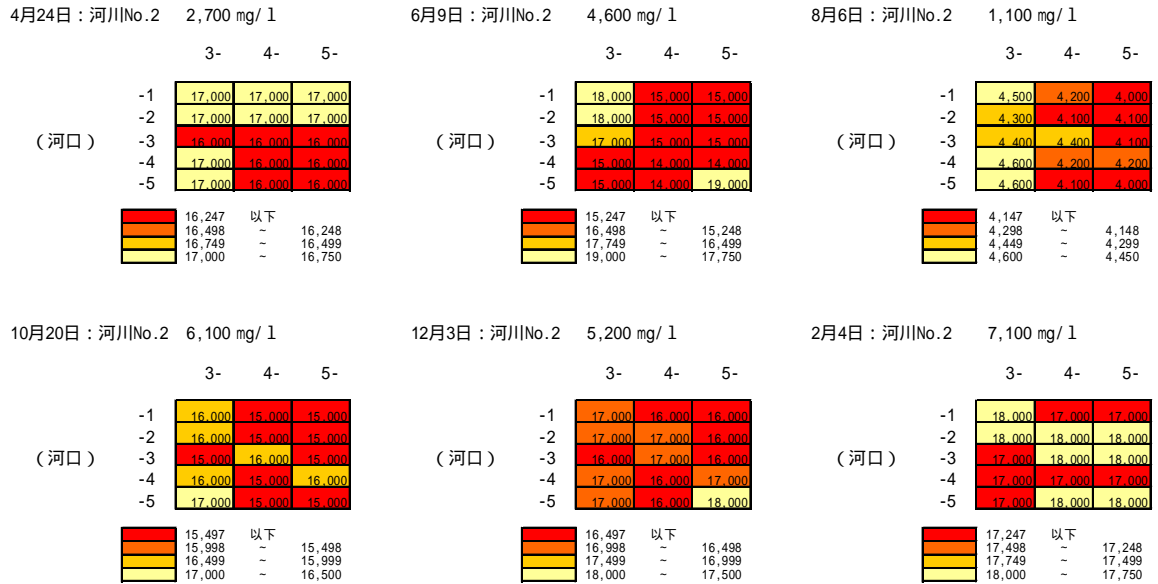 4月24日：河川No.2 2,700 mg/l
3- 4- 5-
-1 17,000 17,000 17,000
-2 17,000 17,000 17,000
（河口） -3 16,000 16,000 16,000
-4 17,000 16,000 16,000
-5 17,000 16,000 16,000
16,247 以下
16,498 ~ 16,248
16,749 ~ 16,499
17,000 ~ 16,750
6月9日：河川No.2 4,600 mg/l
3- 4- 5-
-1 18,000 15,000 15,000
-2 18,000 15,000 15,000
（河口） -3 17,000 15,000 15,000
-4 15,000 14,000 14,000
-5 15,000 14,000 19,000
15,247 以下
16,498 ~ 15,248
17,749 ~ 16,499
19,000 ~ 17,750
8月6日：河川No.2 1,100 mg/l
3- 4- 5-
-1 4,500 4,200 4,000
-2 4,300 4,100 4,100
（河口） -3 4,400 4,400 4,100
-4 4,600 4,200 4,200
-5 4,600 4,100 4,000
4,147 以下
4,298 ~ 4,148
4,449 ~ 4,299
4,600 ~ 4,450
10月20日：河川No.2 6,100 mg/l
3- 4- 5-
-1 16,000 15,000 15,000
-2 16,000 15,000 15,000
（河口） -3 15,000 16,000 15,000
-4 16,000 15,000 16,000
-5 17,000 15,000 15,000
15,497 以下
15,998 ~ 15,498
16,499 ~ 15,999
17,000 ~ 16,500
12月3日：河川No.2 5,200 mg/l
3- 4- 5-
-1 17,000 16,000 16,000
-2 17,000 17,000 16,000
（河口） -3 16,000 17,000 16,000
-4 17,000 16,000 17,000
-5 17,000 16,000 18,000
16,497 以下
16,998 ~ 16,498
17,499 ~ 16,999
18,000 ~ 17,500
2月4日：河川No.2 7,100 mg/l
3- 4- 5-
-1 18,000 17,000 17,000
-2 18,000 18,000 18,000
（河口） -3 17,000 18,000 18,000
-4 17,000 17,000 17,000
-5 17,000 18,000 18,000
17,247 以下
17,498 ~ 17,248
17,749 ~ 17,499
18,000 ~ 17,750